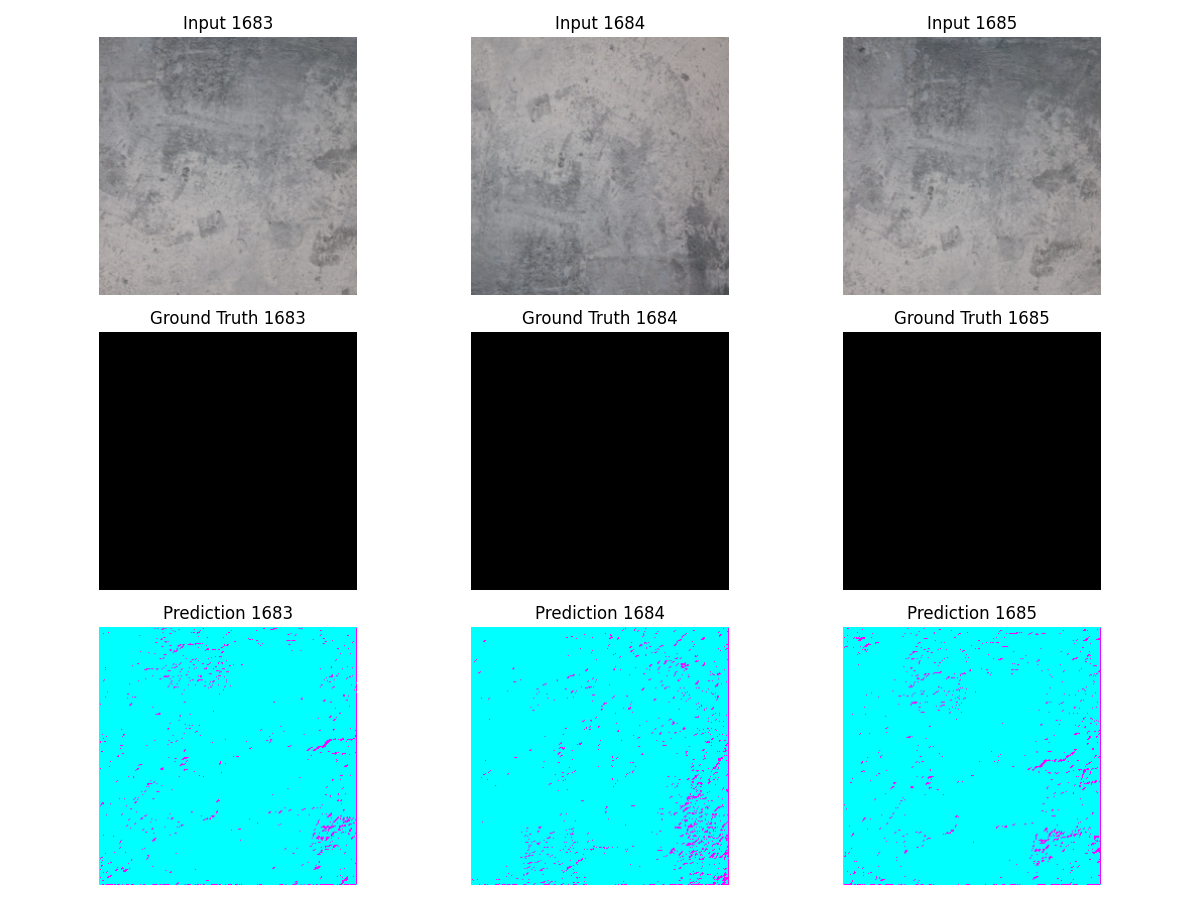 Input 1683
Input 1684
Input 1685
Ground Truth 1683
Ground Truth 1684
Ground Truth 1685
Prediction 1683
Prediction 1684
Prediction 1685